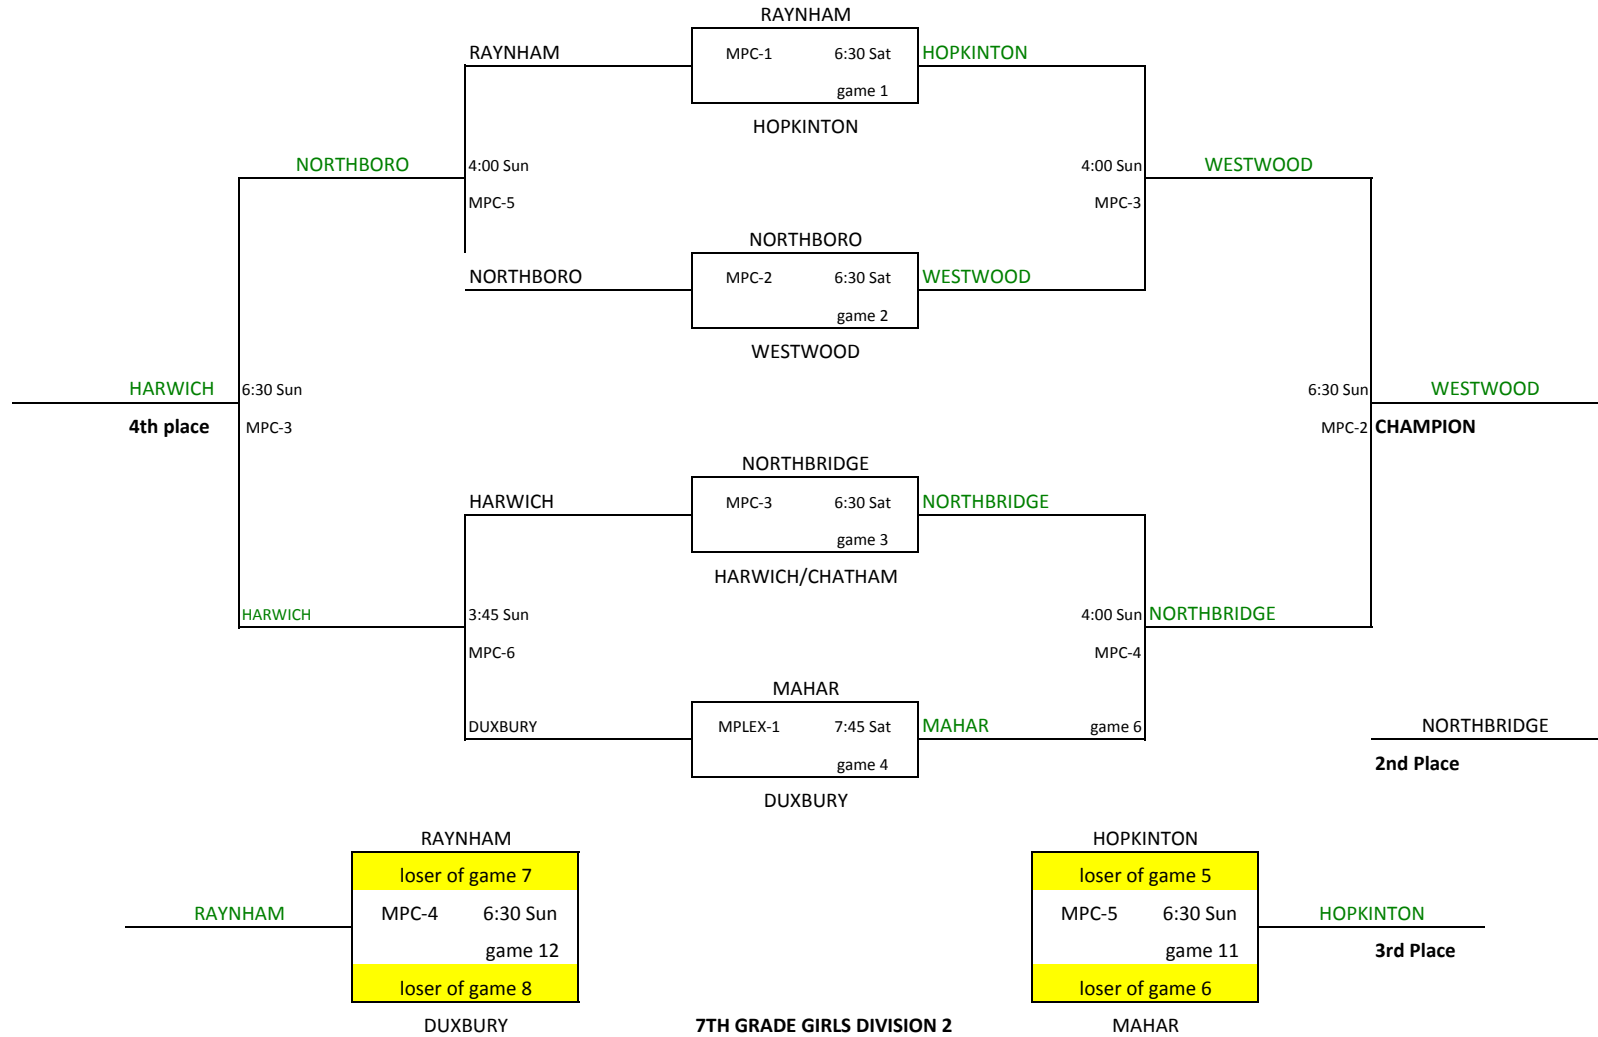 RAYNHAM
RAYNHAM
MPC-1 6:30 Sat
HOPKINTON
game 1
HOPKINTON
NORTHBORO
4:00 Sun
4:00 Sun
WESTWOOD
MPC-5
MPC-3
NORTHBORO
NORTHBORO
MPC-2 6:30 Sat
WESTWOOD
game 2
WESTWOOD
HARWICH
6:30 Sun
6:30 Sun
WESTWOOD
4th place
MPC-3
MPC-2
CHAMPION
NORTHBRIDGE
HARWICH
MPC-3 6:30 Sat
NORTHBRIDGE
game 3
HARWICH/CHATHAM
HARWICH
3:45 Sun
4:00 Sun
NORTHBRIDGE
MPC-6
MPC-4
MAHAR
DUXBURY
MPLEX-1 7:45 Sat
MAHAR
game 6
NORTHBRIDGE
game 4
2nd Place
DUXBURY
RAYNHAM
HOPKINTON
loser of game 7
loser of game 5
RAYNHAM
MPC-4 6:30 Sun
MPC-5 6:30 Sun
HOPKINTON
game 12
game 11
3rd Place
loser of game 8
loser of game 6
DUXBURY
7TH GRADE GIRLS DIVISION 2
MAHAR